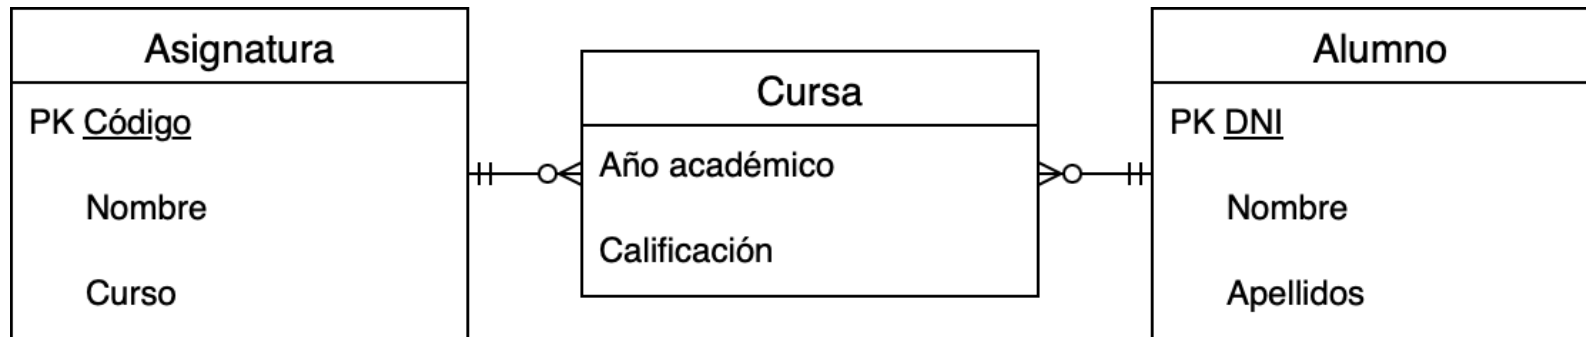 Asignatura
PK Código
Nombre
Curso
Cursa
Año académico
Calificación
Alumno
PK DNI
Nombre
Apellidos